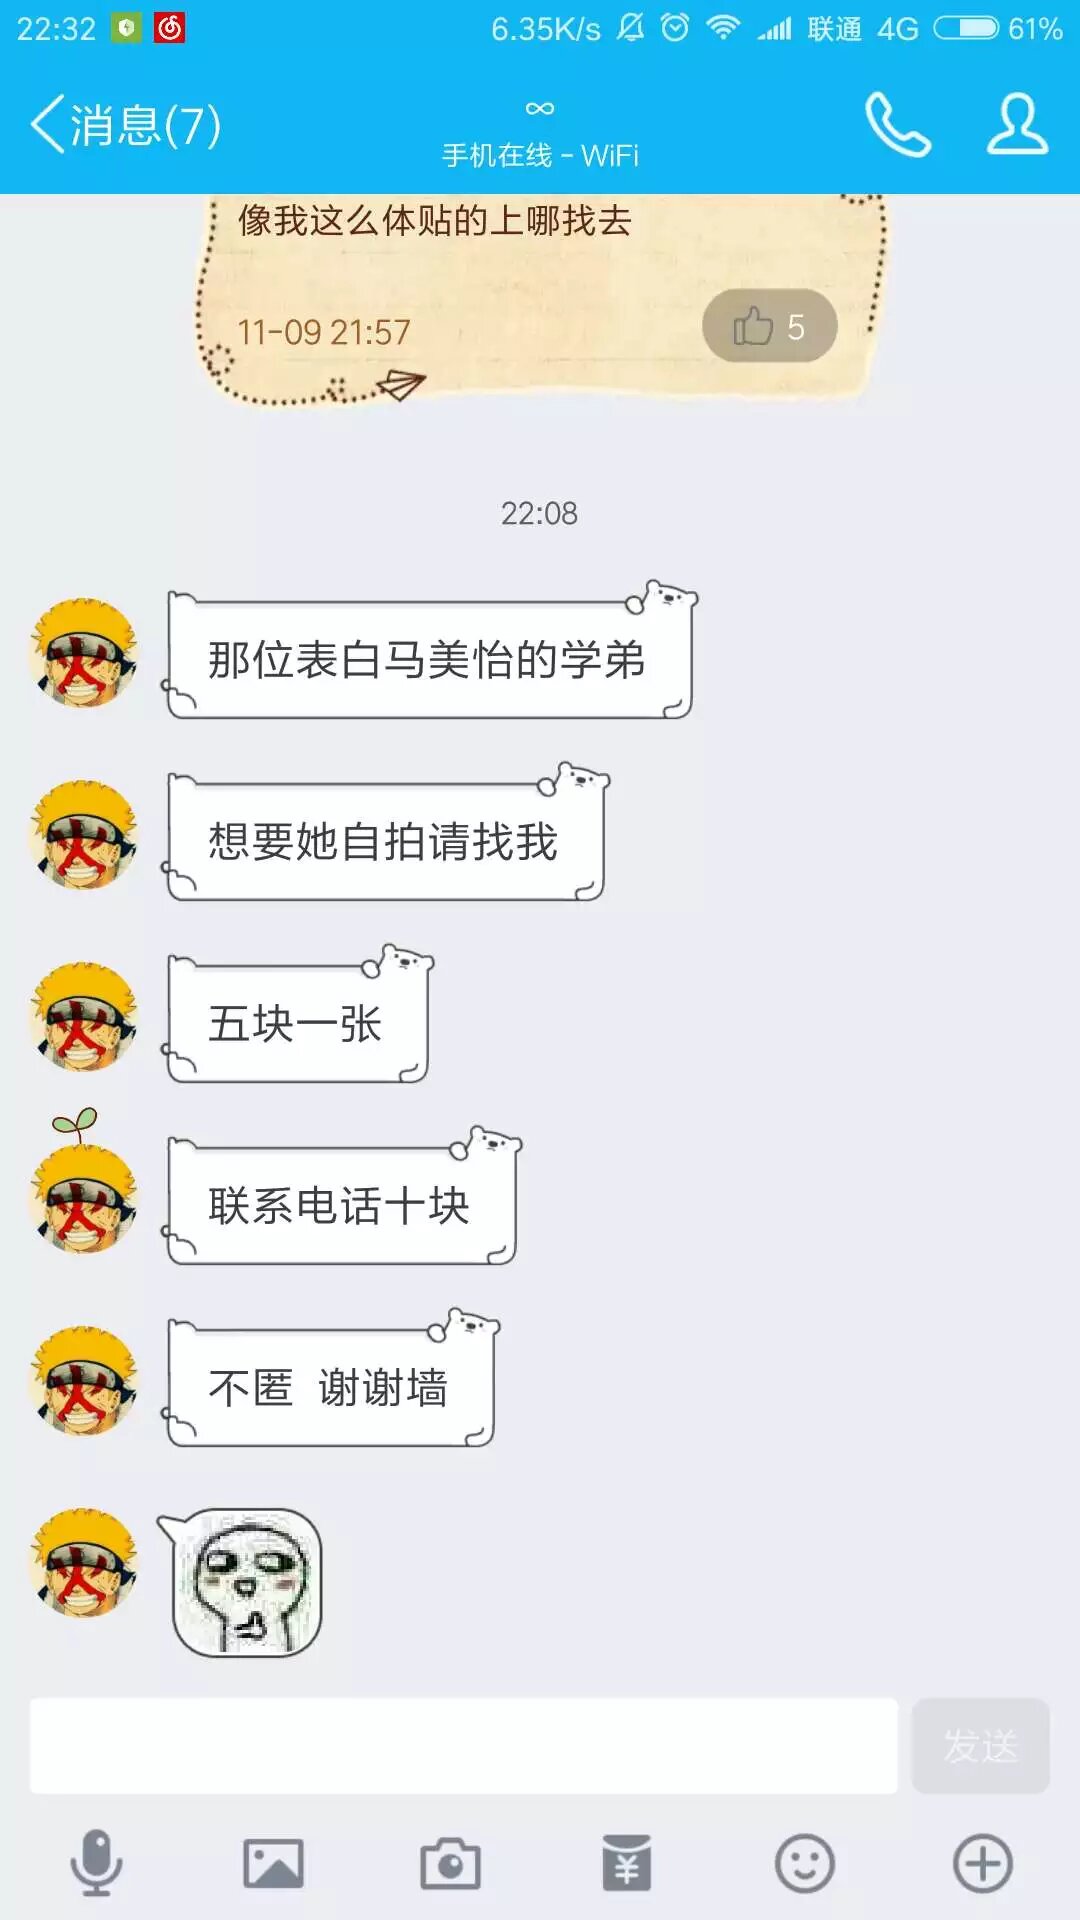 22:32
6.35K/s
联通 4G
61%
消息(7)
∞
手机在线 - WiFi
像我这么体贴的上哪找去
11-09 21:57
5
22:08
那位表白马美怡的学弟
想要她自拍请找我
五块一张
联系电话十块
不匿 谢谢墙
发送